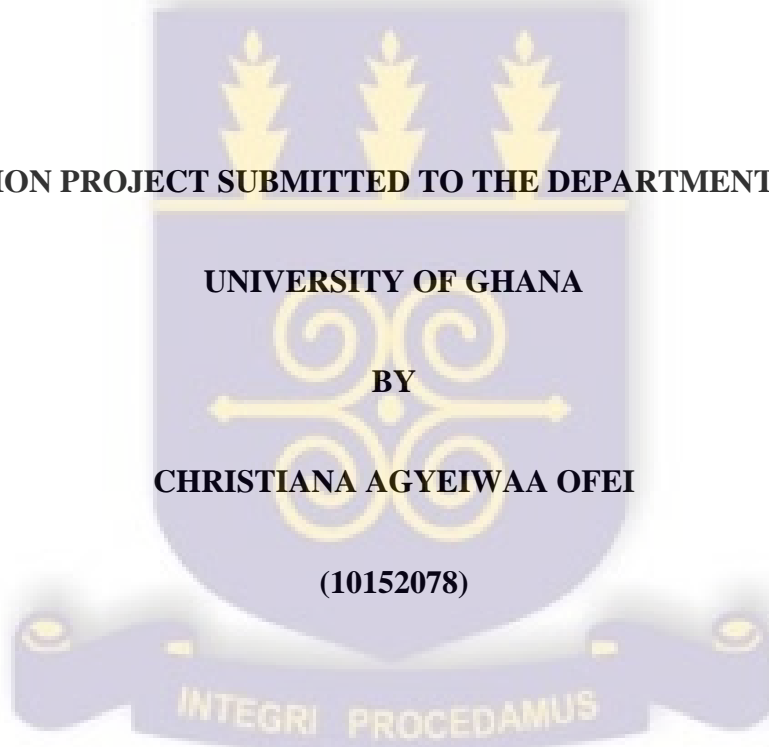 ION PROJECT SUBMITTED TO THE DEPARTMENT
UNIVERSITY OF GHANA
BY
CHRISTIANA AGYEIWAA OFEI
(10152078)
INTEGRI PROCEDAMUS